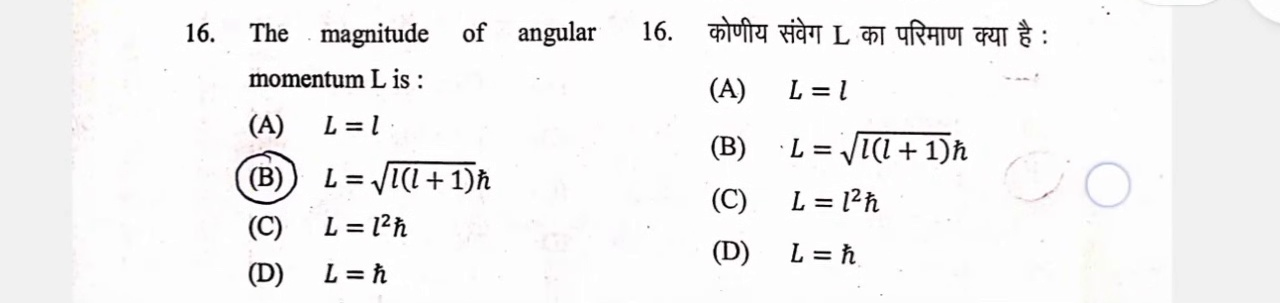 16. The magnitude of angular
momentum L is :
(A) L = l
(B) L = √l(l + 1)ħ
(C) L = l²ħ
(D) L = ħ
16. कोणीय संवेग L का परिमाण क्या है :
(A) L = l
(B) L = √l(l + 1)ħ
(C) L = l²ħ
(D) L = ħ